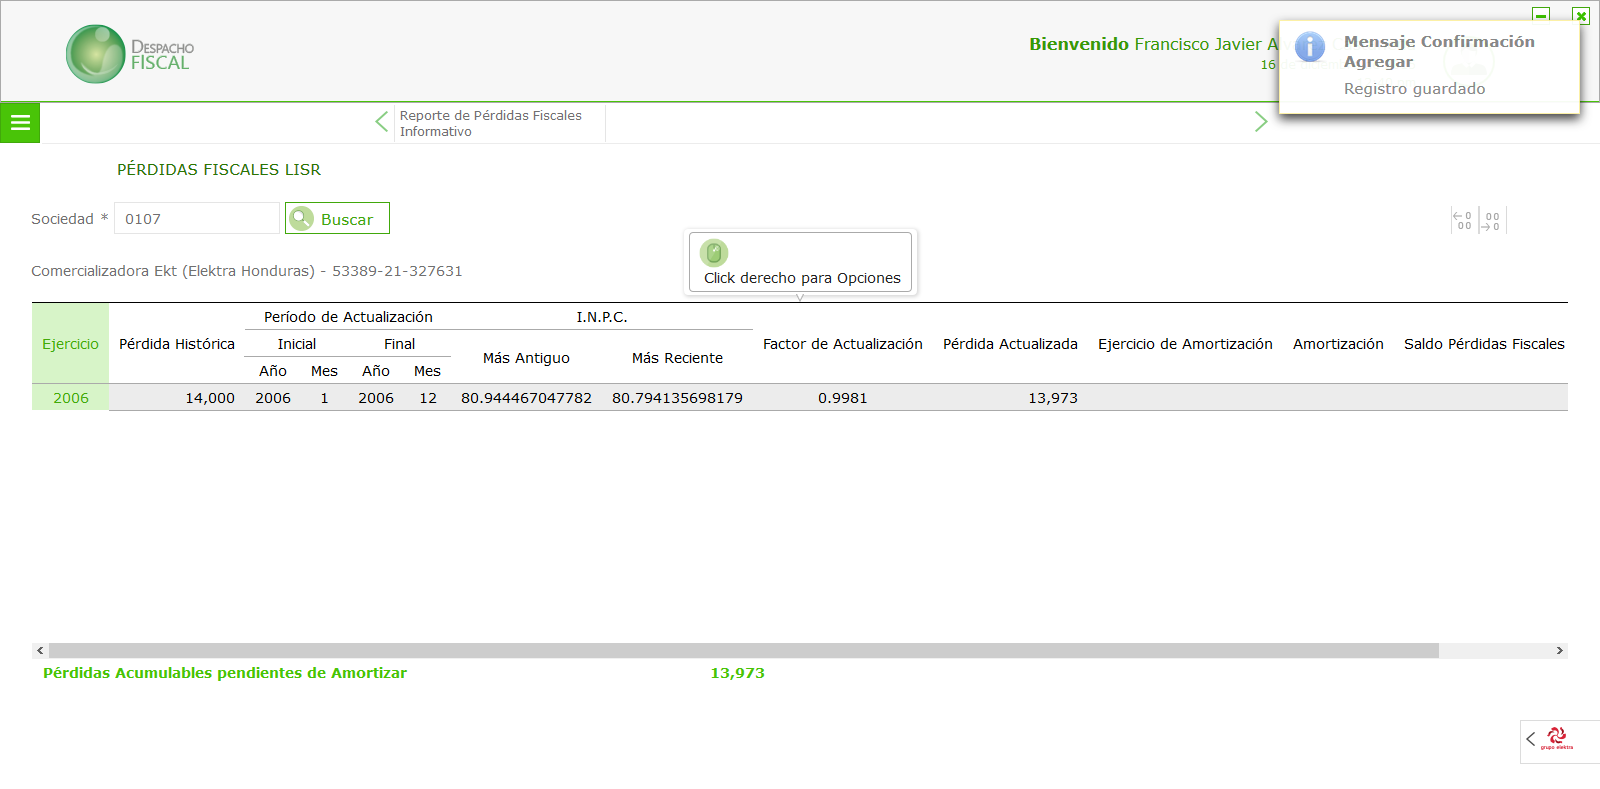 DESPACHO
FISCAL
Bienvenido Francisco Javier A
16
Mensaje Confirmación
Agregar
Registro guardado
Reporte de Pérdidas Fiscales
Informativo
PÉRDIDAS FISCALES LISR
Sociedad * 0107 Buscar
←0 00
00 →0
Comercializadora Ekt (Elektra Honduras) - 53389-21-327631
Click derecho para Opciones
Período de Actualización I.N.P.C.
Ejercicio Pérdida Histórica Inicial Final Más Antiguo Más Reciente Factor de Actualización Pérdida Actualizada Ejercicio de Amortización Amortización Saldo Pérdidas Fiscales
Año Mes Año Mes
2006 14,000 2006 1 2006 12 80.944467047782 80.794135698179 0.9981 13,973
Pérdidas Acumulables pendientes de Amortizar 13,973
grupo elektra